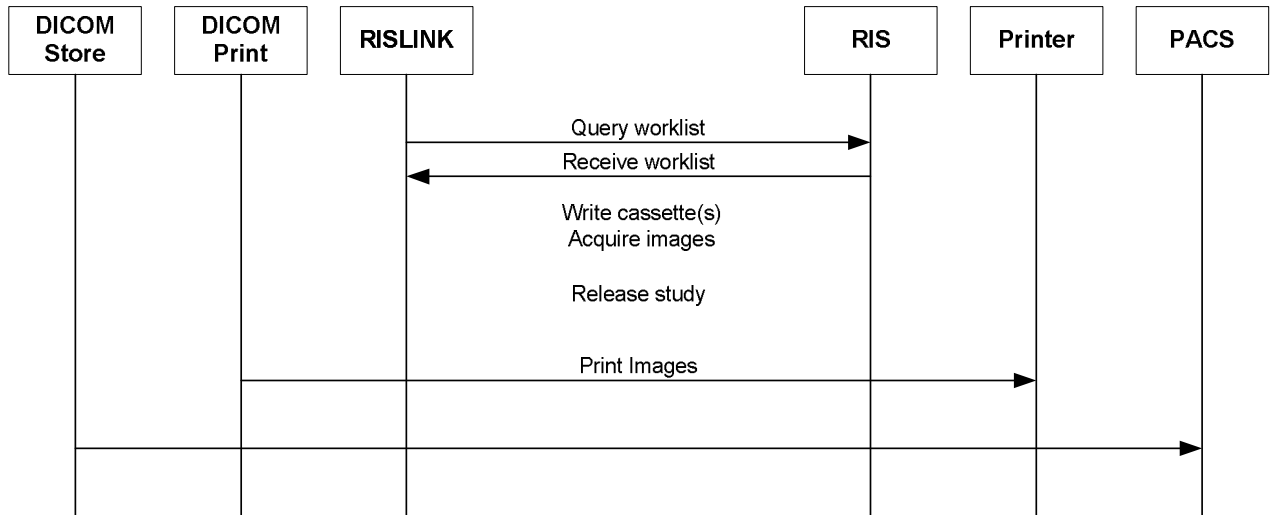 DICOM
Store
DICOM
Print
RISLINK
RIS
Printer
PACS
Query worklist
Receive worklist
Write cassette(s)
Acquire images
Release study
Print Images